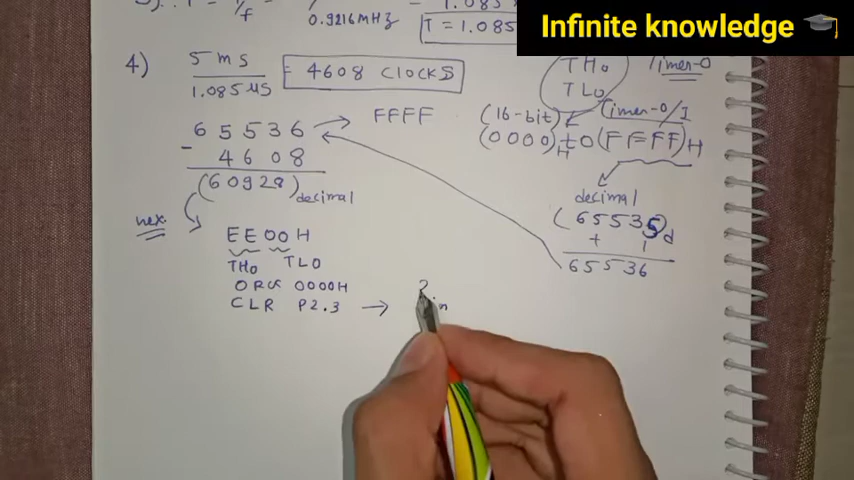 Infinite knowledge 🎓
0.9216MHz
T = 1.085
4) 5 ms / 1.085 μs = 4608 clocks
65536 → FFFF
- 4608
(60928)decimal
hex
EE00H
TH0 TL0
ORG 0000H
CLR P2.3 →
TH0 Timer-0
TL0
(16-bit) Timer-0/1
(0000)H to (FFFF)H
decimal
(65535)d
+ 1
65536